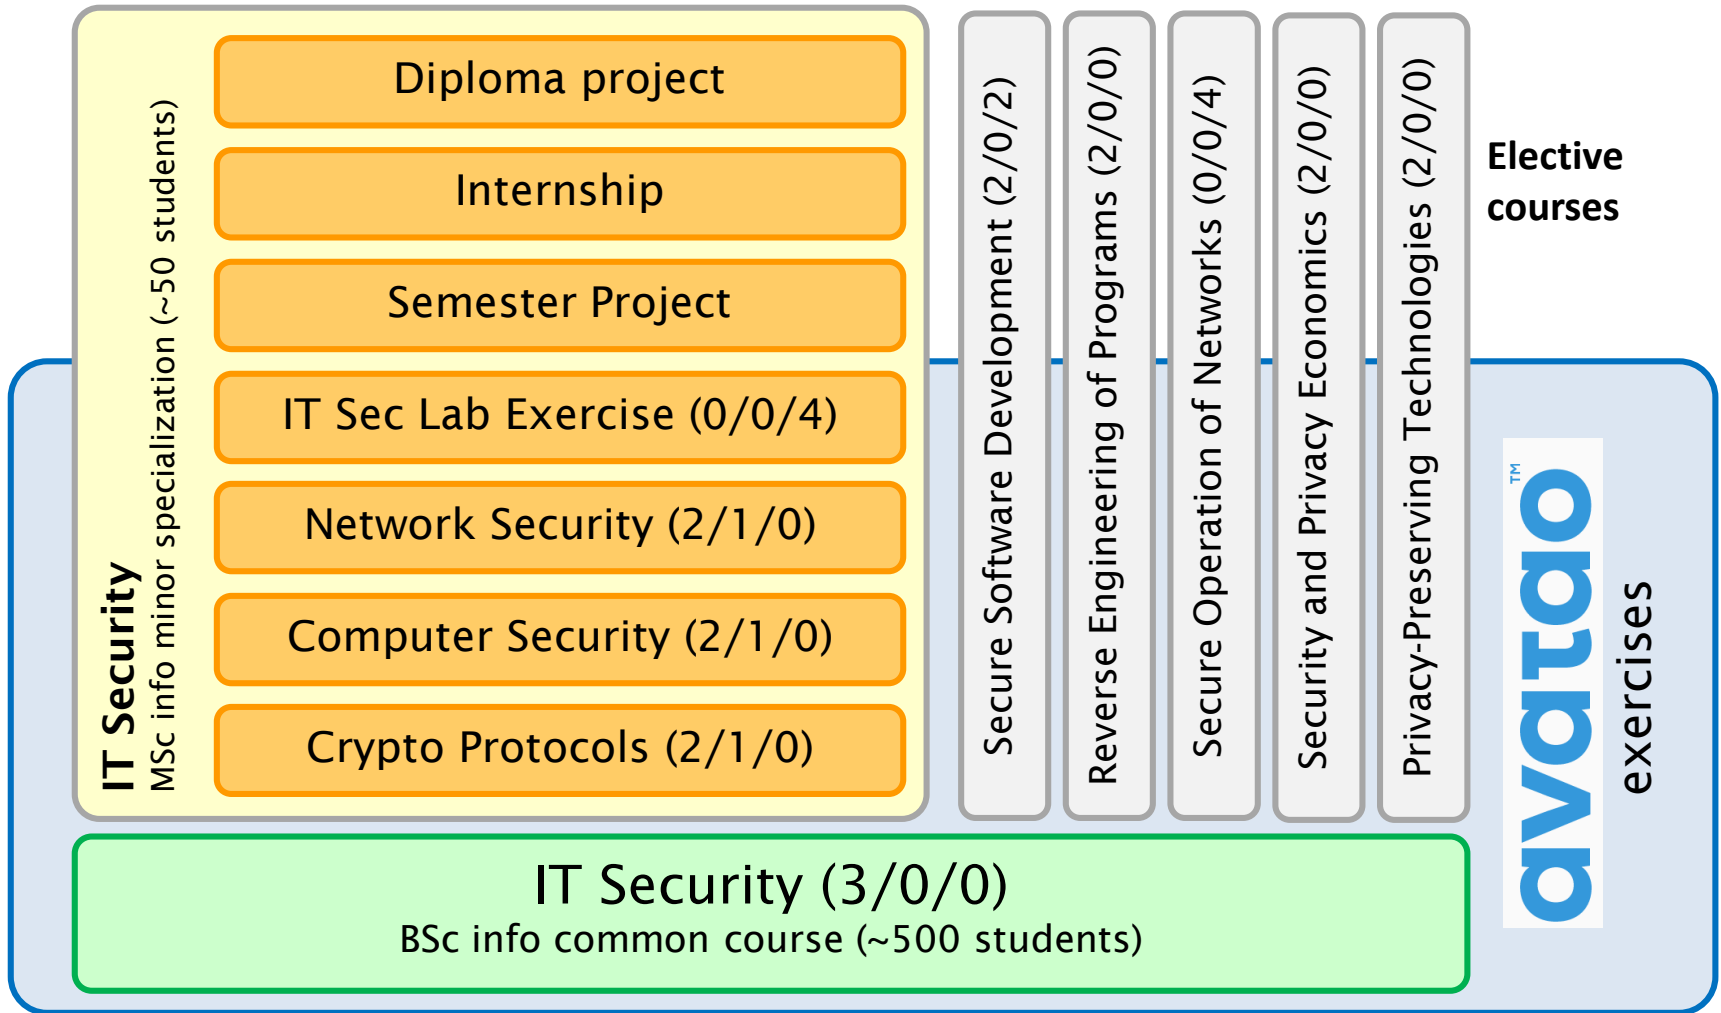 IT Security
MSc info minor specialization (~50 students)
Diploma project
Internship
Semester Project
IT Sec Lab Exercise (0/0/4)
Network Security (2/1/0)
Computer Security (2/1/0)
Crypto Protocols (2/1/0)
Secure Software Development (2/0/2)
Reverse Engineering of Programs (2/0/0)
Secure Operation of Networks (0/0/4)
Security and Privacy Economics (2/0/0)
Privacy-Preserving Technologies (2/0/0)
Elective
courses
avatao™
exercises
IT Security (3/0/0)
BSc info common course (~500 students)